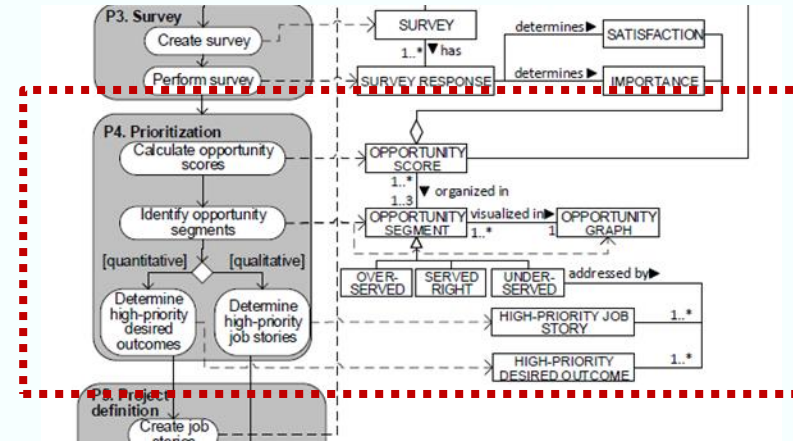 P3. Survey
Create survey
Perform survey
SURVEY
1..* ▼ has
SURVEY RESPONSE
determines ▶
SATISFACTION
determines ▶
IMPORTANCE
P4. Prioritization
Calculate opportunity
scores
Identify opportunity
segments
[quantitative]
[qualitative]
Determine
high-priority
desired
outcomes
Determine
high-priority
job stories
OPPORTUNITY
SCORE
1..*
▼ organized in
1..3
OPPORTUNITY
SEGMENT
visualized in ▶
1..*
1
OPPORTUNITY
GRAPH
OVER-
SERVED
SERVED
RIGHT
UNDER-
SERVED
addressed by ▶
HIGH-PRIORITY JOB
STORY
1..*
HIGH-PRIORITY
DESIRED OUTCOME
1..*
P5. Project
definition
Create job
stories